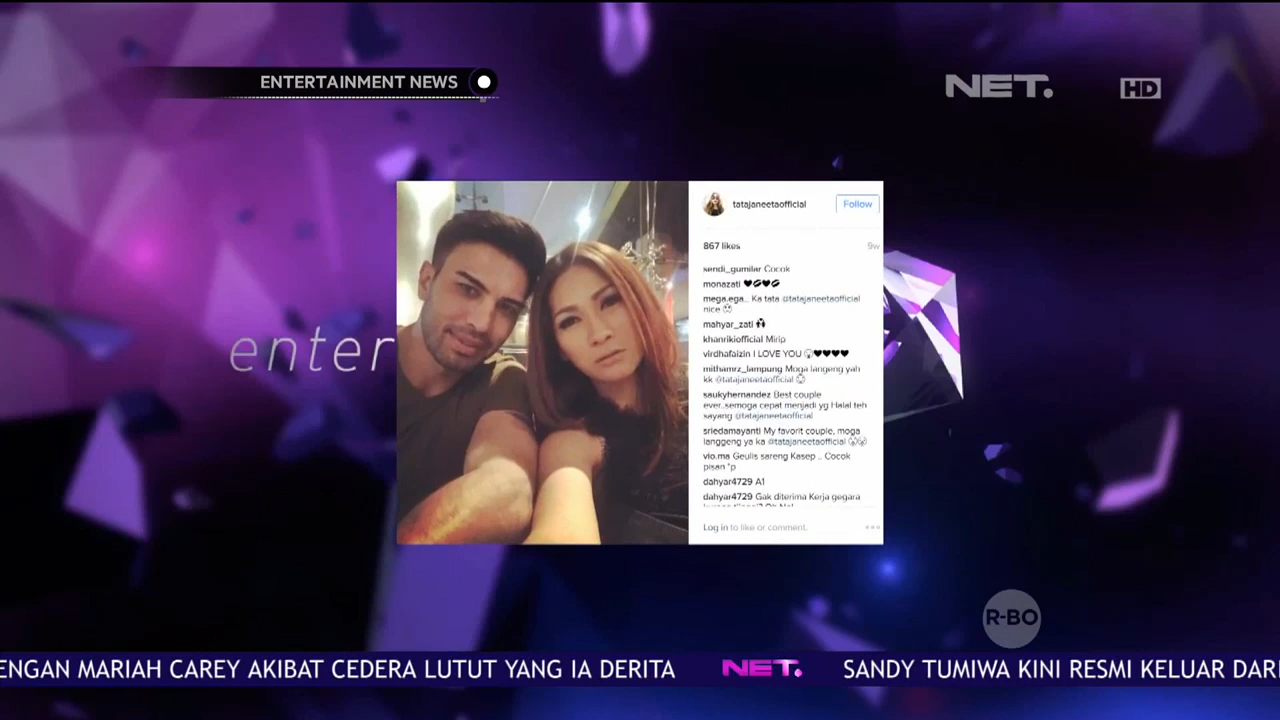 ENTERTAINMENT NEWS
NET.
HD
enter
tatajaneetaofficial
Follow
867 likes
9w
sendi_gumilar Cocok
monazati ♥💋♥💋
mega.ega_ Ka tata @tatajaneetaofficial
nice
mahyar_zati
khanrikiofficial Mirip
virdhafaizin I LOVE YOU ♥♥♥♥
mithamrz_lampung Moga langeng yah
kk @tatajaneetaofficial
saukyhernandez Best couple
ever..semoga cepat menjadi yg Halal teh
sayang @tatajaneetaofficial
sriedamayanti My favorit couple, moga
langgeng ya ka @tatajaneetaofficial
vio.ma Geulis sareng Kasep .. Cocok
pisan *p
dahyar4729 A1
dahyar4729 Gak diterima Kerja gegara
Log in to like or comment.
R-BO
ENGAN MARIAH CAREY AKIBAT CEDERA LUTUT YANG IA DERITA
NET.
SANDY TUMIWA KINI RESMI KELUAR DARI